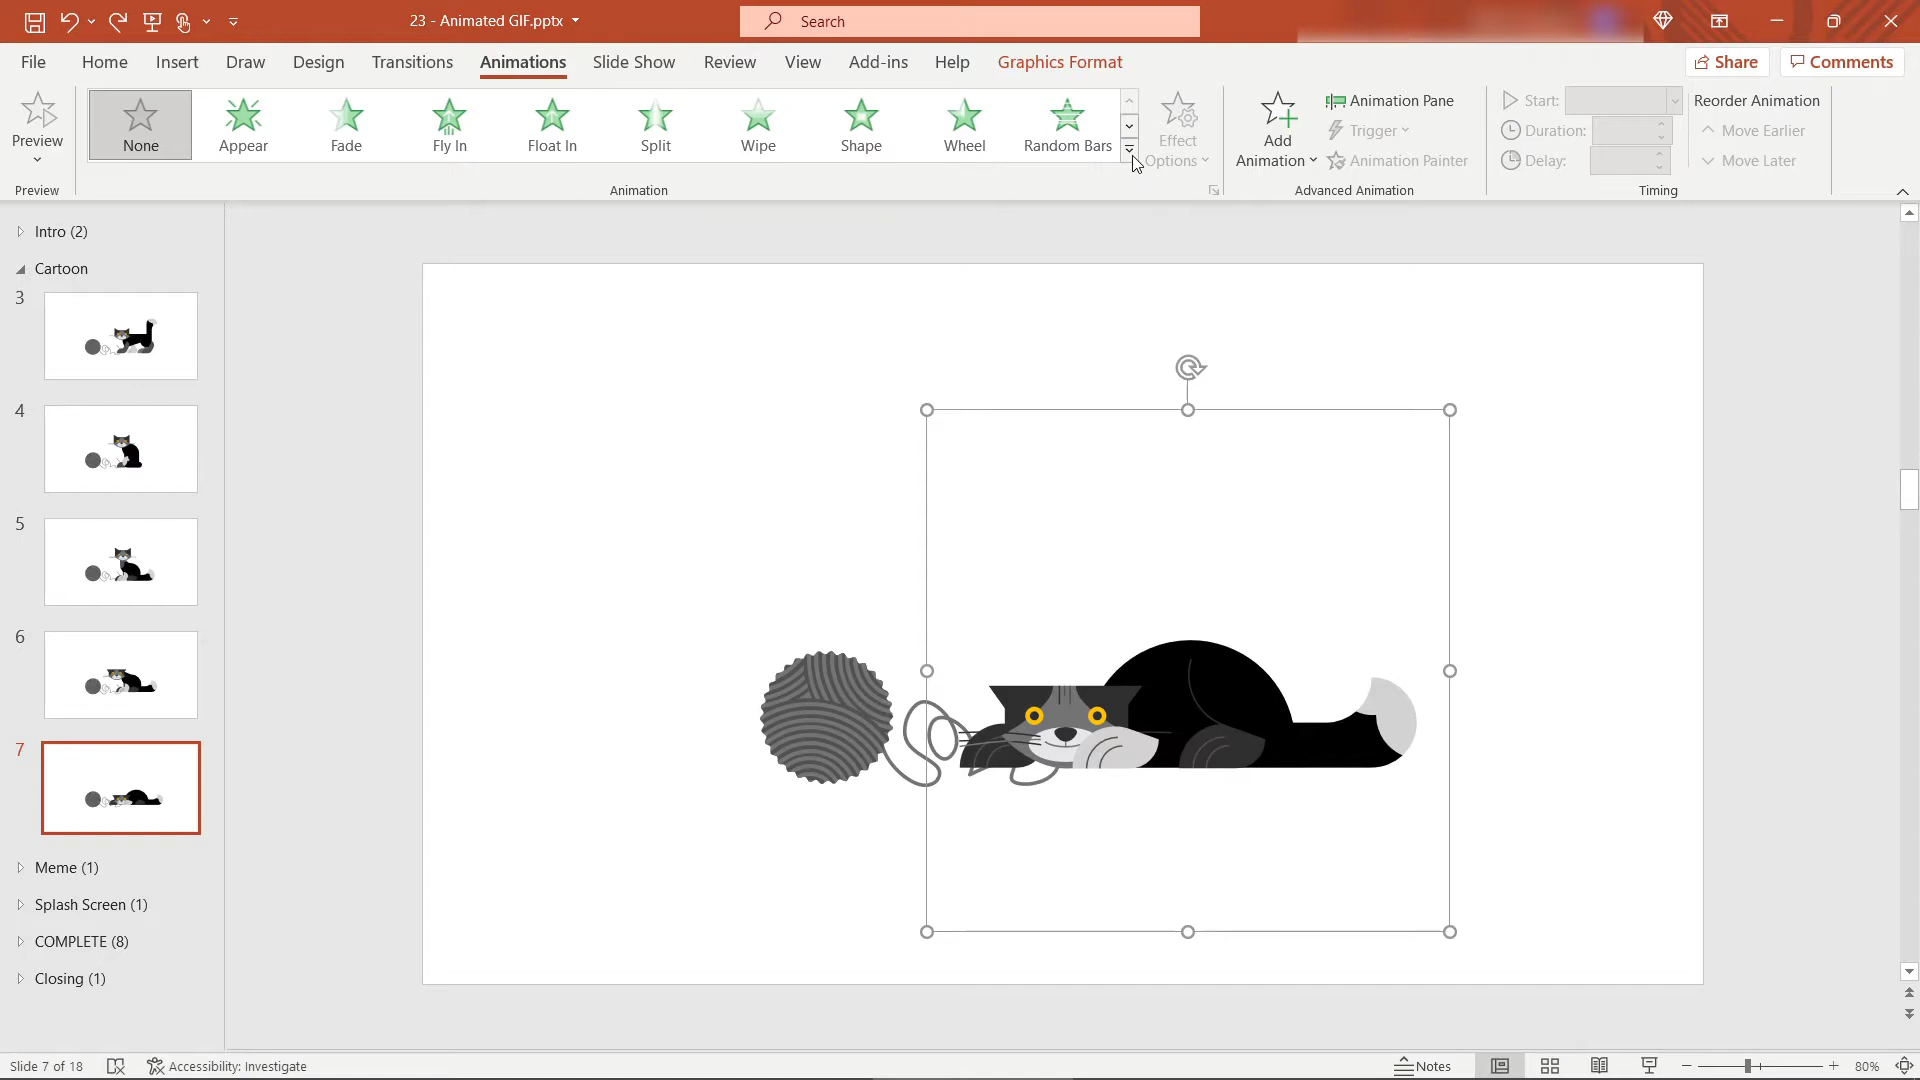 23 - Animated GIF.pptx
Search
File Home Insert Draw Design Transitions Animations Slide Show Review View Add-ins Help Graphics Format
Share Comments
Preview
Preview
None Appear Fade Fly In Float In Split Wipe Shape Wheel Random Bars
Animation
Effect
Options
Add
Animation
Animation Pane
Trigger
Animation Painter
Advanced Animation
Start:
Duration:
Delay:
Reorder Animation
Move Earlier
Move Later
Timing
Intro (2)
Cartoon
3
4
5
6
7
Meme (1)
Splash Screen (1)
COMPLETE (8)
Closing (1)
Slide 7 of 18
Accessibility: Investigate
Notes
80%